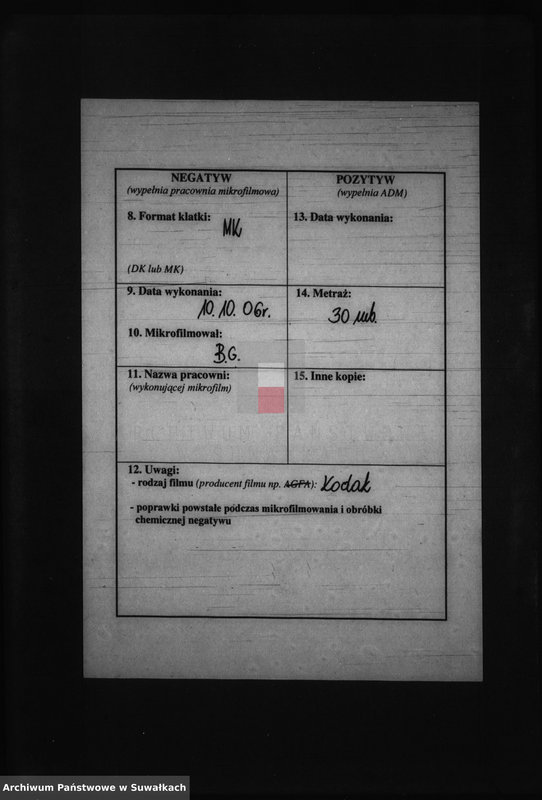 NEGATYW
(wypełnia pracownia mikrofilmowa)
8. Format klatki:
MK
(DK lub MK)
9. Data wykonania:
10.10.06r.
10. Mikrofilmował:
B.G.
11. Nazwa pracowni:
(wykonującej mikrofilm)
POZYTYW
(wypełnia ADM)
13. Data wykonania:
14. Metraż:
30 mb.
15. Inne kopie:
12. Uwagi:
- rodzaj filmu (producent filmu np. AGFA): Kodak
- poprawki powstałe podczas mikrofilmowania i obróbki
chemicznej negatywu
Archiwum Państwowe w Suwałkach